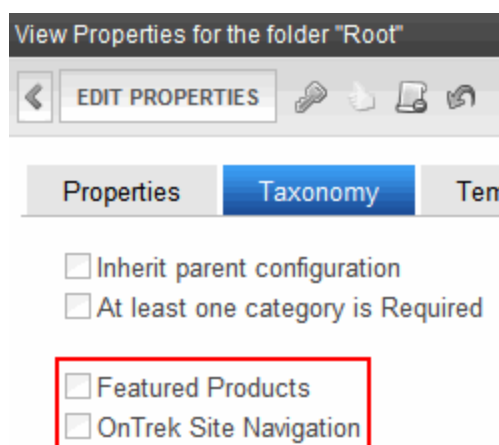 View Properties for the folder "Root"
EDIT PROPERTIES
Properties Taxonomy
Inherit parent configuration
At least one category is Required
Featured Products
OnTrek Site Navigation